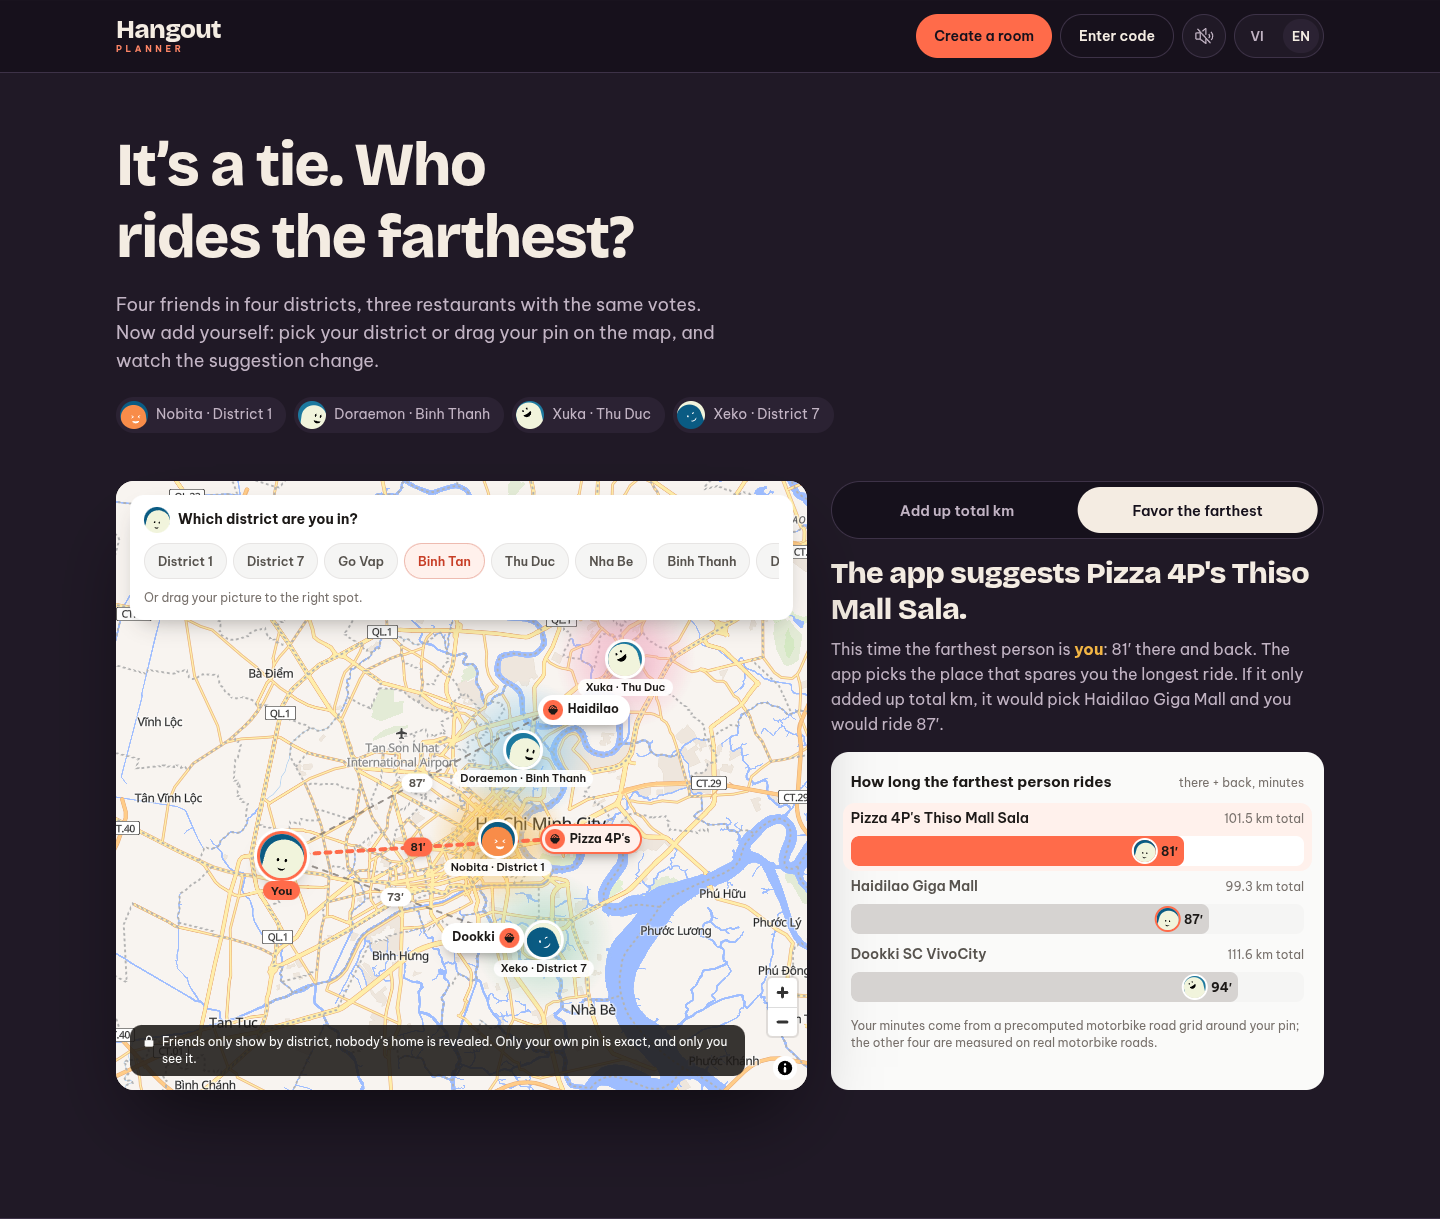 Hangout
PLANNER
Create a room
Enter code
VI
EN
It's a tie. Who
rides the farthest?
Four friends in four districts, three restaurants with the same votes.
Now add yourself: pick your district or drag your pin on the map, and
watch the suggestion change.
Nobita · District 1
Doraemon · Binh Thanh
Xuka · Thu Duc
Xeko · District 7
Which district are you in?
District 1
District 7
Go Vap
Binh Tan
Thu Duc
Nha Be
Binh Thanh
Or drag your picture to the right spot.
QL.1
Bà Điểm
Xuka · Thu Duc
Haidilao
QL.1
Vĩnh Lộc
Tan Son Nhat
International Airport
Doraemon · Binh Thanh
87'
CT.29
CT.29
Tân Vĩnh Lộc
Pizza 4P's
81'
Nobita · District 1
You
73'
Phú Hữu
Phước Lý
Phước Lương
Dookki
QL.1
Bình Hưng
Xeko · District 7
Nhà Bè
Friends only show by district, nobody's home is revealed. Only your own pin is exact, and only you
see it.
Phước Khánh
Bình Chánh
Add up total km
Favor the farthest
The app suggests Pizza 4P's Thiso
Mall Sala.
This time the farthest person is you: 81' there and back. The
app picks the place that spares you the longest ride. If it only
added up total km, it would pick Haidilao Giga Mall and you
would ride 87'.
How long the farthest person rides
there + back, minutes
Pizza 4P's Thiso Mall Sala
101.5 km total
81'
Haidilao Giga Mall
99.3 km total
87'
Dookki SC VivoCity
111.6 km total
94'
Your minutes come from a precomputed motorbike road grid around your pin;
the other four are measured on real motorbike roads.